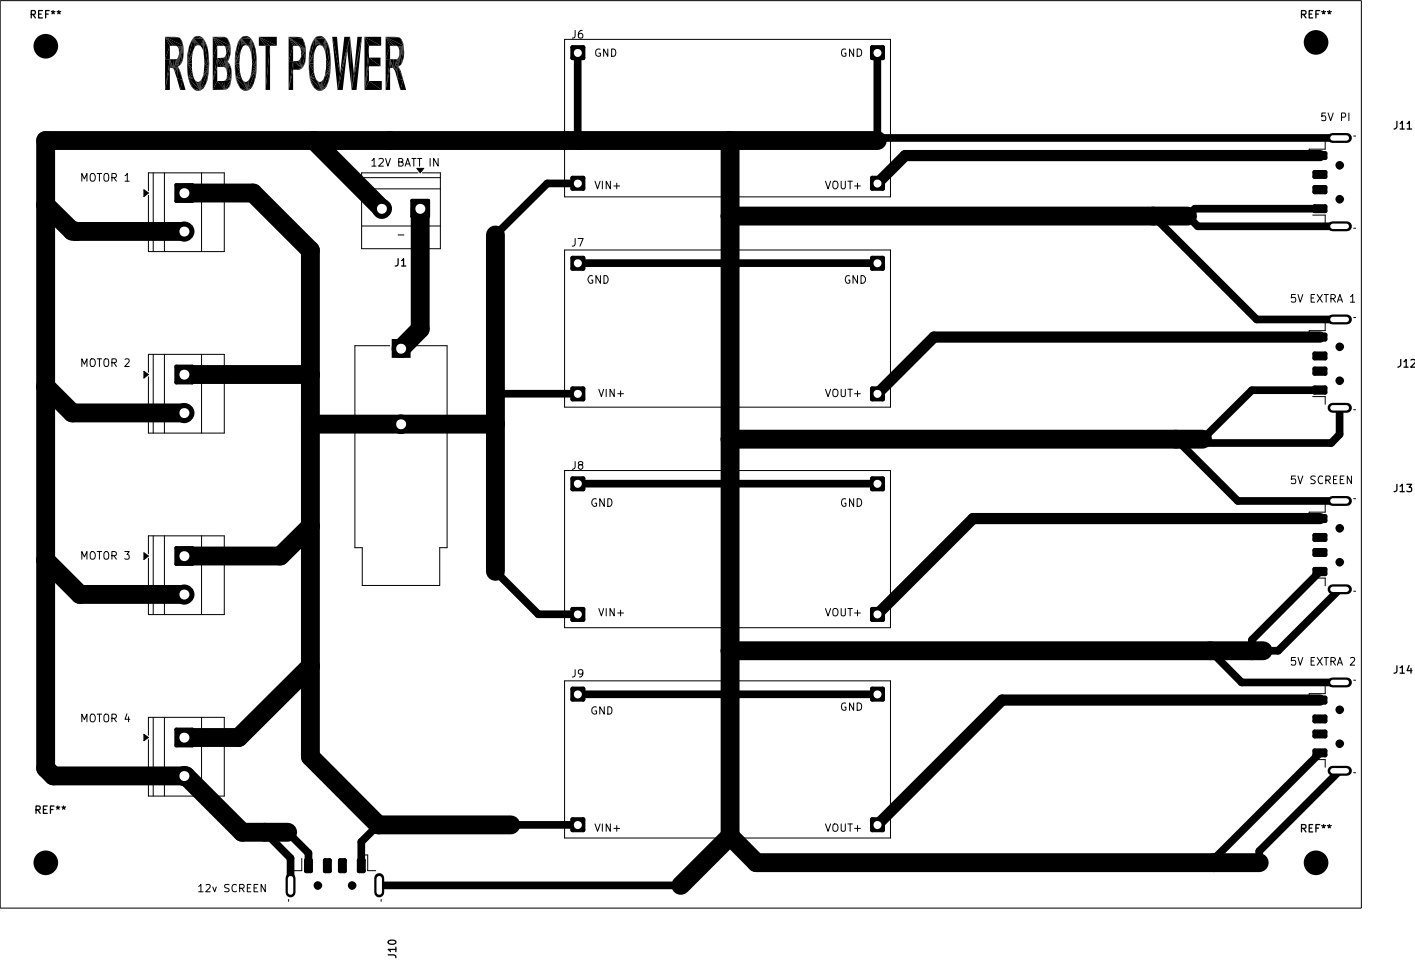 REF**
REF**
ROBOT POWER
J6
GND
GND
5V PI
J11
12V BATT IN
MOTOR 1
VIN+
VOUT+
-
J1
J7
GND
GND
5V EXTRA 1
MOTOR 2
J12
VIN+
VOUT+
J8
5V SCREEN
J13
GND
GND
MOTOR 3
VIN+
VOUT+
5V EXTRA 2
J14
J9
GND
GND
MOTOR 4
REF**
VIN+
VOUT+
REF**
12v SCREEN
J10